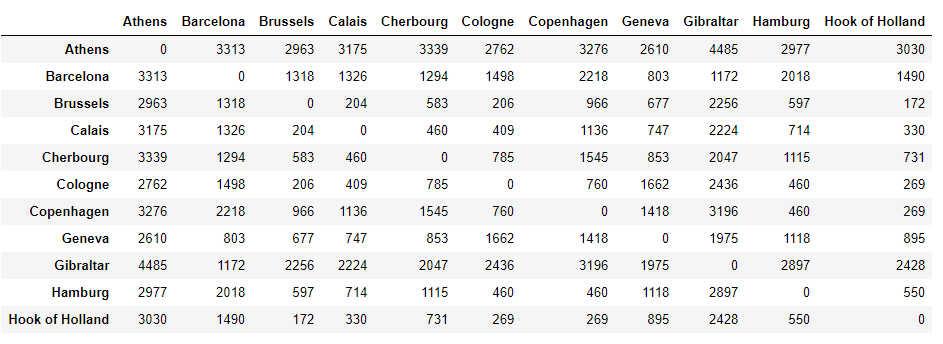 Athens Barcelona Brussels Calais Cherbourg Cologne Copenhagen Geneva Gibraltar Hamburg Hook of Holland
Athens 0 3313 2963 3175 3339 2762 3276 2610 4485 2977 3030
Barcelona 3313 0 1318 1326 1294 1498 2218 803 1172 2018 1490
Brussels 2963 1318 0 204 583 206 966 677 2256 597 172
Calais 3175 1326 204 0 460 409 1136 747 2224 714 330
Cherbourg 3339 1294 583 460 0 785 1545 853 2047 1115 731
Cologne 2762 1498 206 409 785 0 760 1662 2436 460 269
Copenhagen 3276 2218 966 1136 1545 760 0 1418 3196 460 269
Geneva 2610 803 677 747 853 1662 1418 0 1975 1118 895
Gibraltar 4485 1172 2256 2224 2047 2436 3196 1975 0 2897 2428
Hamburg 2977 2018 597 714 1115 460 460 1118 2897 0 550
Hook of Holland 3030 1490 172 330 731 269 269 895 2428 550 0